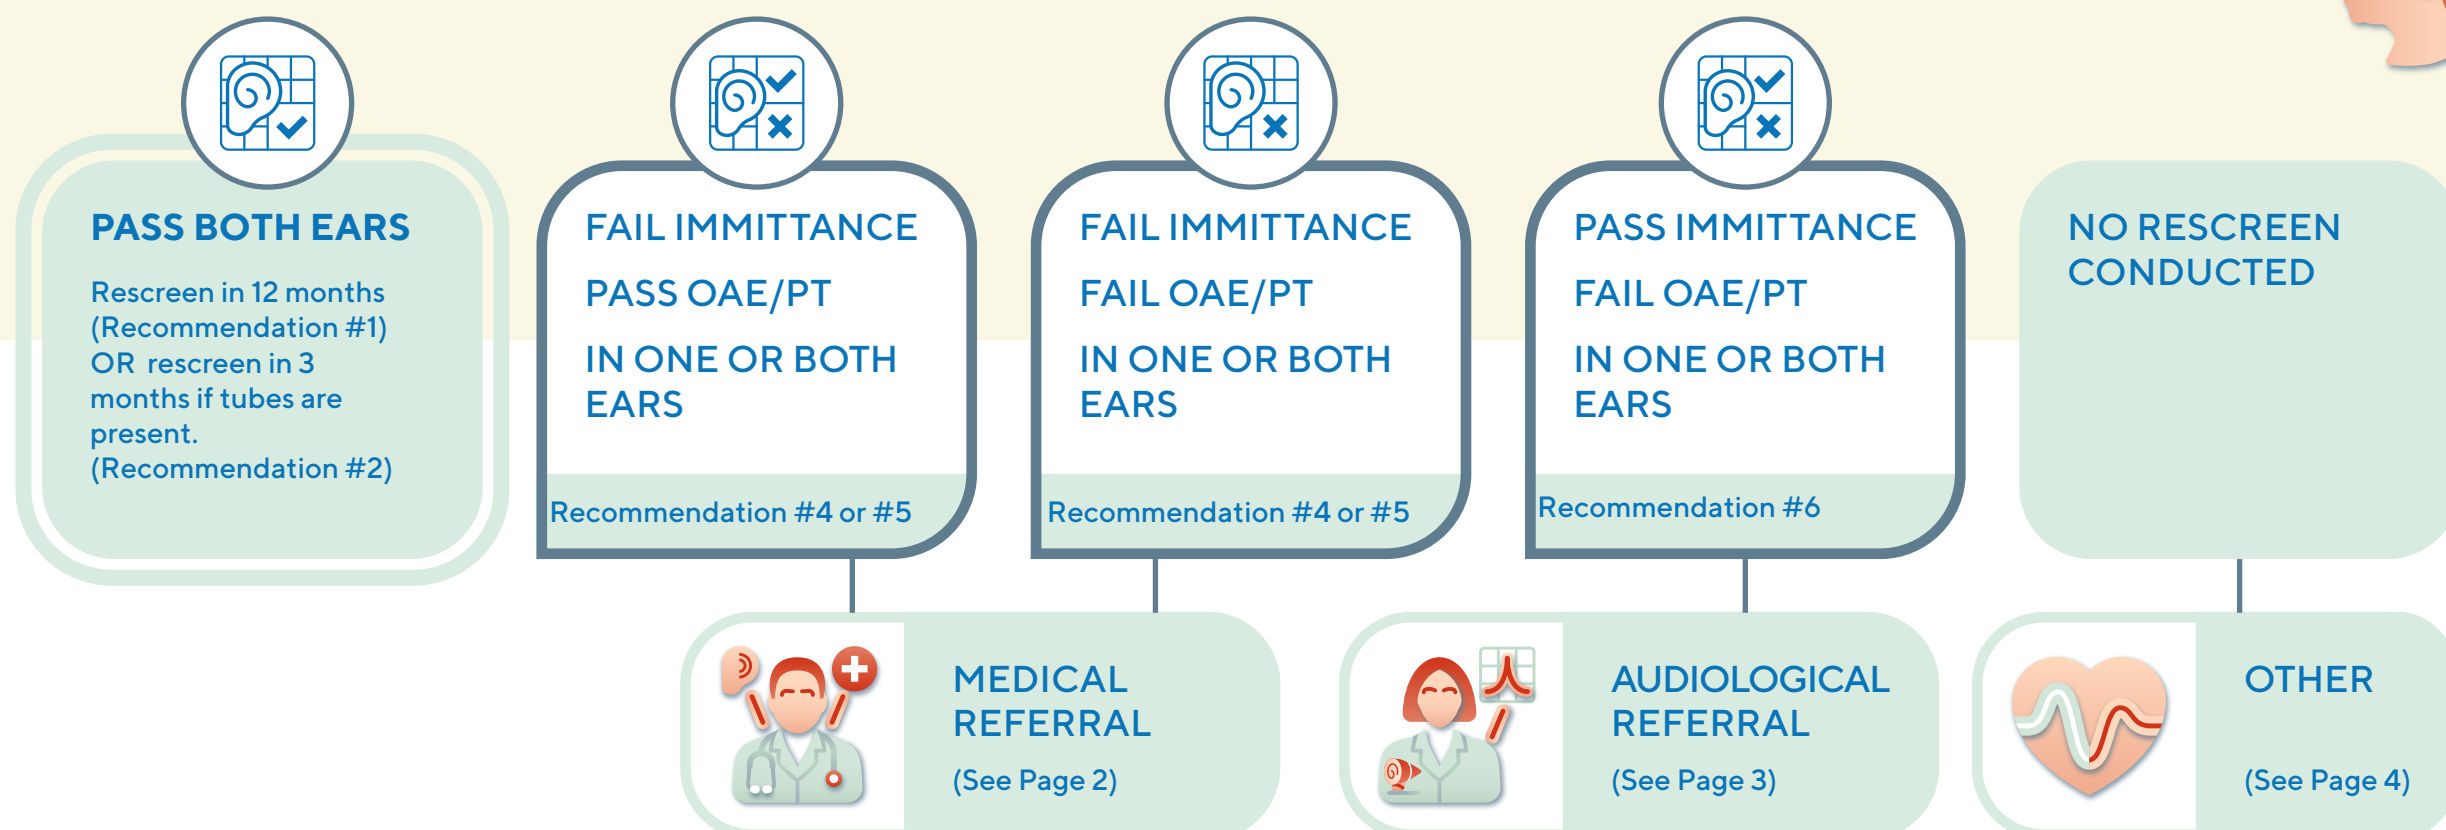 PASS BOTH EARS
Rescreen in 12 months
(Recommendation #1)
OR rescreen in 3
months if tubes are
present.
(Recommendation #2)
FAIL IMMITTANCE
PASS OAE/PT
IN ONE OR BOTH
EARS
Recommendation #4 or #5
FAIL IMMITTANCE
FAIL OAE/PT
IN ONE OR BOTH
EARS
Recommendation #4 or #5
PASS IMMITTANCE
FAIL OAE/PT
IN ONE OR BOTH
EARS
Recommendation #6
NO RESCREEN
CONDUCTED
MEDICAL
REFERRAL
(See Page 2)
AUDIOLOGICAL
REFERRAL
(See Page 3)
OTHER
(See Page 4)